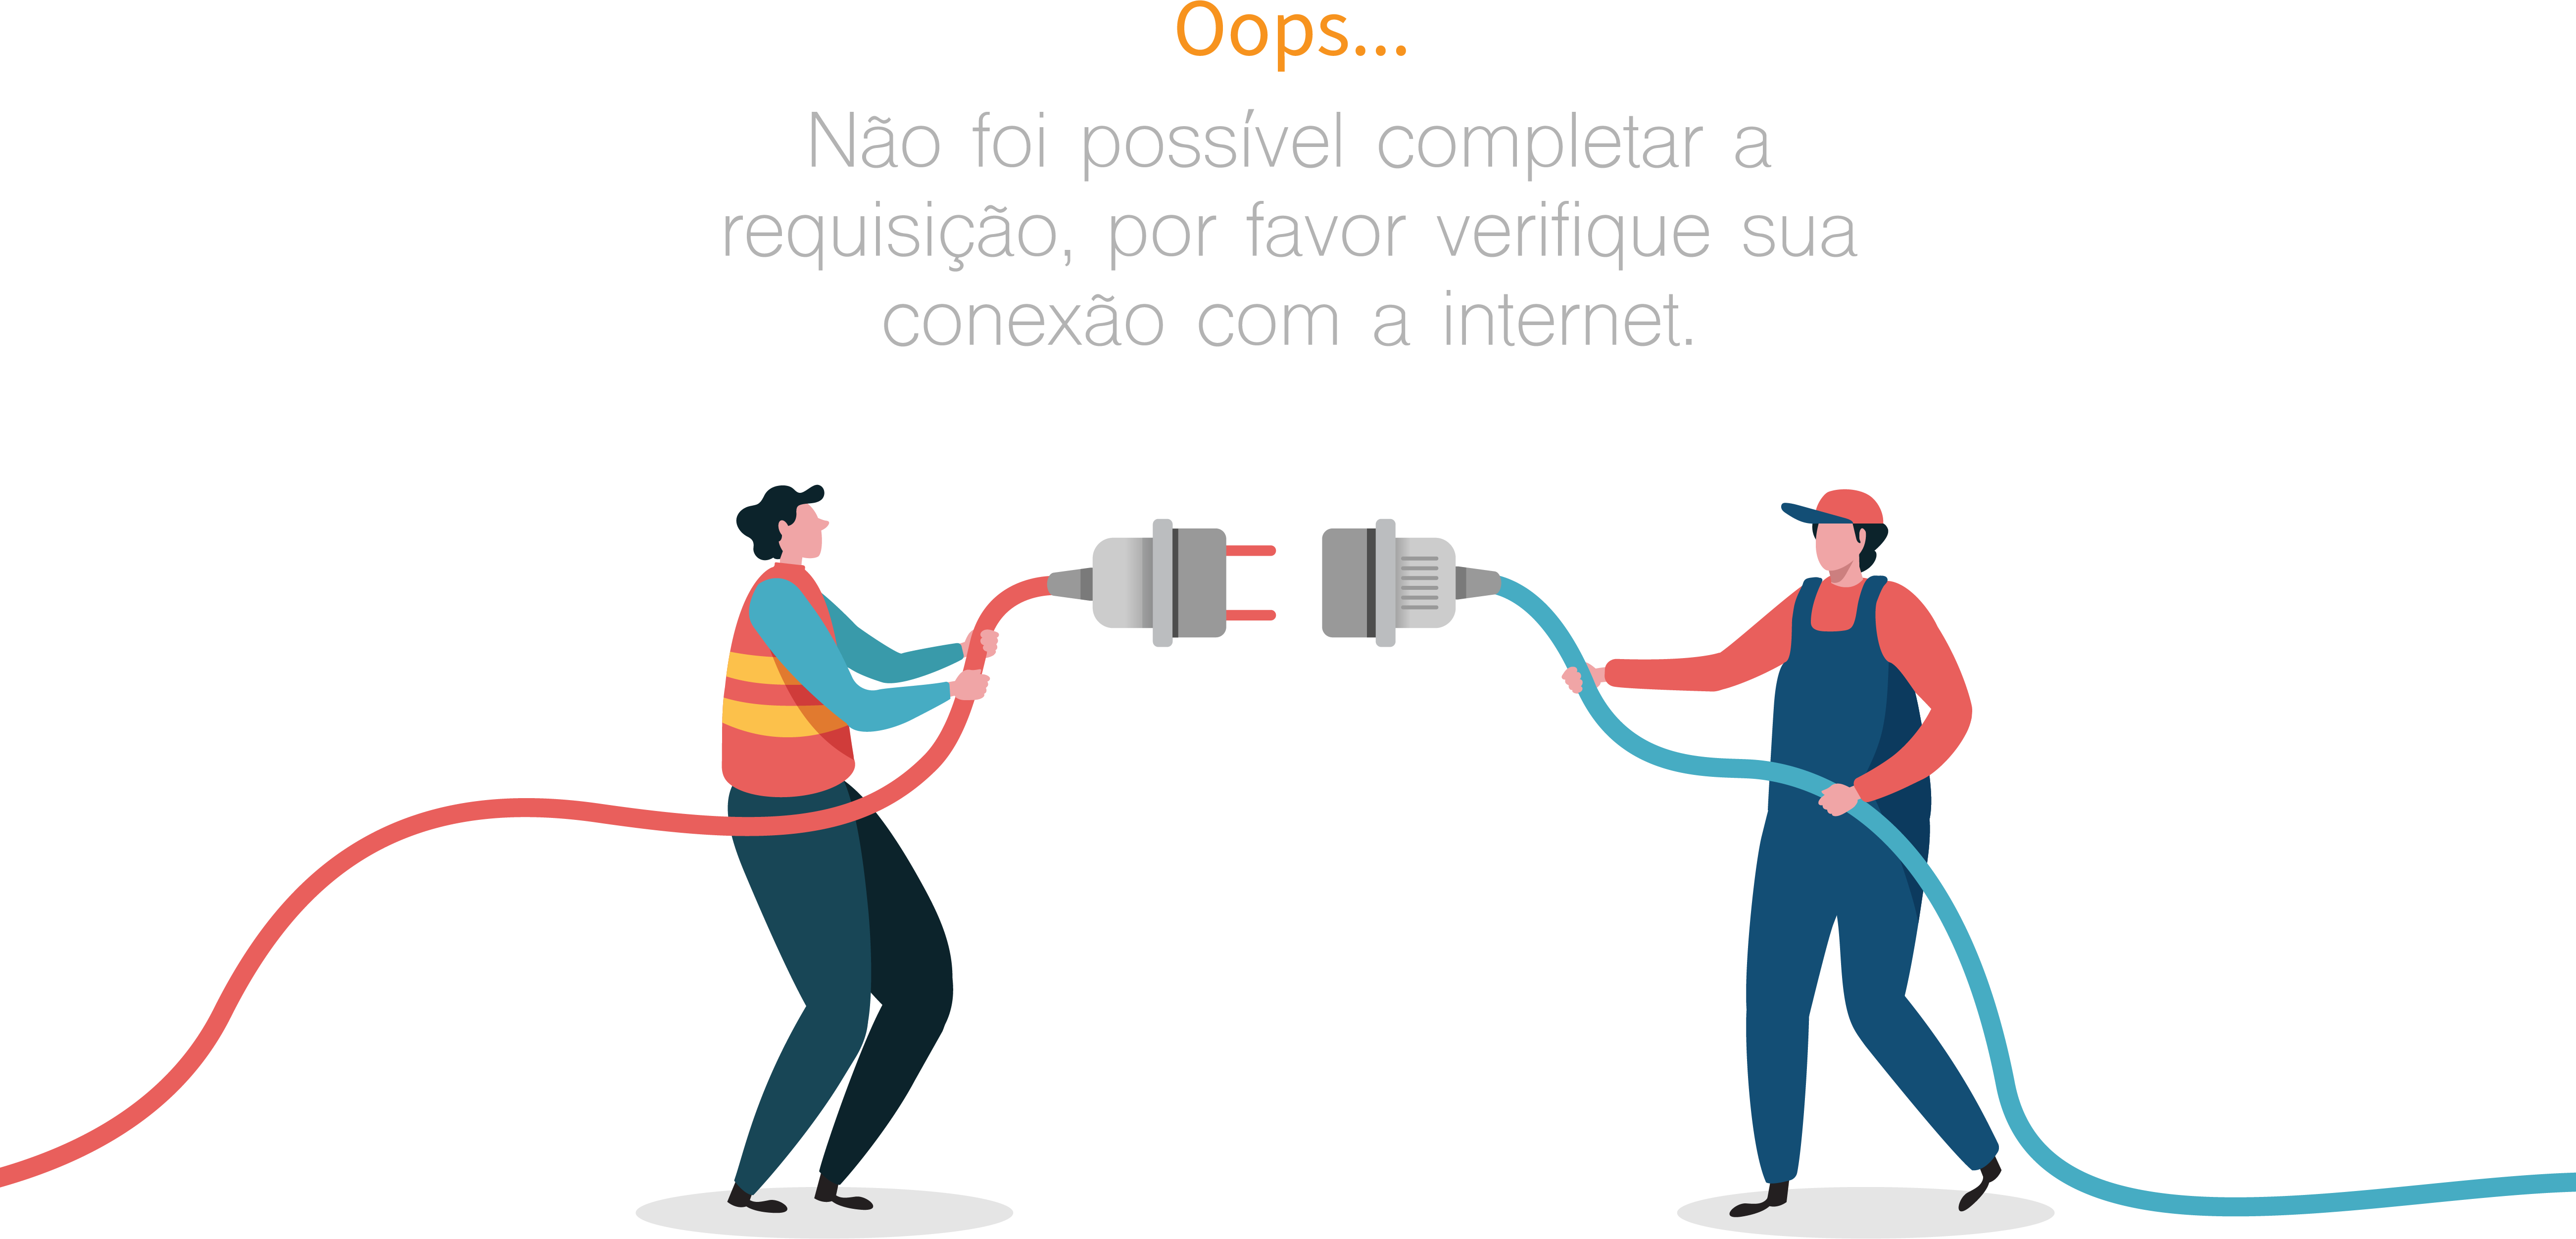 Oops...
Não foi possível completar a
requisição, por favor verifique sua
conexão com a internet.